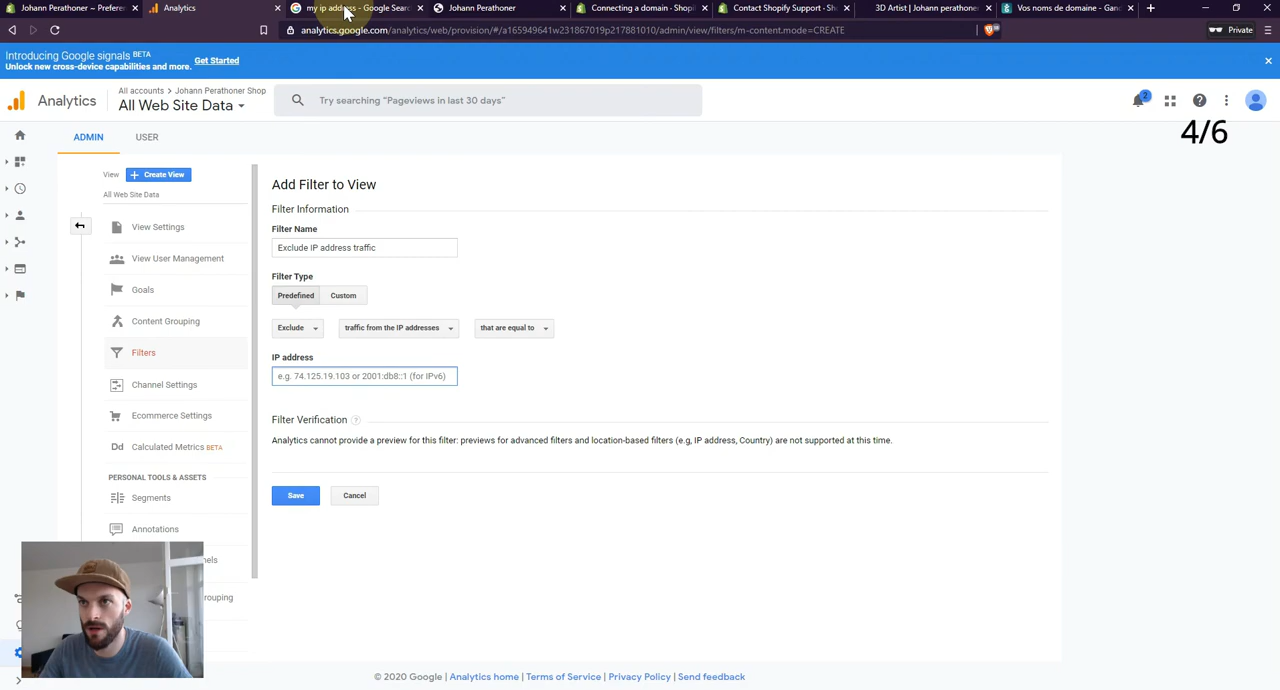 Johann Perathoner ~ Preferen
Analytics
my ip address - Google Searc
Johann Perathoner
Connecting a domain · Shopif
Contact Shopify Support · Sh
3D Artist | Johann perathoner
Vos noms de domaine - Gand
analytics.google.com/analytics/web/provision/#/a165949641w231867019p217881010/admin/view/filters/m-content.mode=CREATE
Private
Introducing Google signals BETA
Unlock new cross-device capabilities and more. Get Started
Analytics
All accounts > Johann Perathoner Shop
All Web Site Data
Try searching "Pageviews in last 30 days"
2
4/6
ADMIN
USER
View
+ Create View
All Web Site Data
View Settings
View User Management
Goals
Content Grouping
Filters
Channel Settings
Ecommerce Settings
Dd Calculated Metrics BETA
PERSONAL TOOLS & ASSETS
Segments
Annotations
nels
rouping
Add Filter to View
Filter Information
Filter Name
Exclude IP address traffic
Filter Type
Predefined
Custom
Exclude
traffic from the IP addresses
that are equal to
IP address
e.g. 74.125.19.103 or 2001:db8::1 (for IPv6)
Filter Verification ?
Analytics cannot provide a preview for this filter: previews for advanced filters and location-based filters (e.g, IP address, Country) are not supported at this time.
Save
Cancel
© 2020 Google | Analytics home | Terms of Service | Privacy Policy | Send feedback